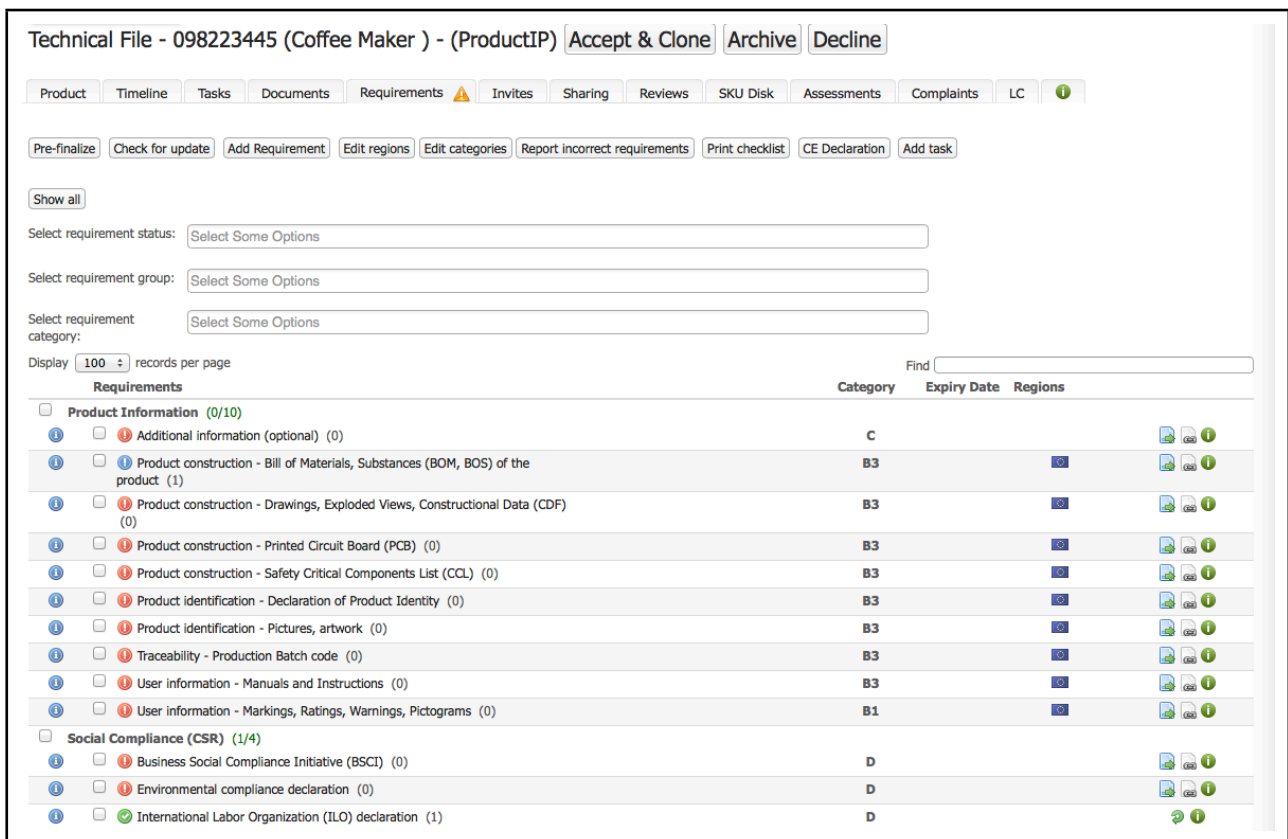 Technical File - 098223445 (Coffee Maker ) - (ProductIP) Accept & Clone Archive Decline
Product Timeline Tasks Documents Requirements Invites Sharing Reviews SKU Disk Assessments Complaints LC
Pre-finalize Check for update Add Requirement Edit regions Edit categories Report incorrect requirements Print checklist CE Declaration Add task
Show all
Select requirement status: Select Some Options
Select requirement group: Select Some Options
Select requirement Select Some Options
category:
Display 100 records per page Find
Requirements Category Expiry Date Regions
Product Information (0/10)
Additional information (optional) (0) C
Product construction - Bill of Materials, Substances (BOM, BOS) of the B3
product (1)
Product construction - Drawings, Exploded Views, Constructional Data (CDF) B3
(0)
Product construction - Printed Circuit Board (PCB) (0) B3
Product construction - Safety Critical Components List (CCL) (0) B3
Product identification - Declaration of Product Identity (0) B3
Product identification - Pictures, artwork (0) B3
Traceability - Production Batch code (0) B3
User information - Manuals and Instructions (0) B3
User information - Markings, Ratings, Warnings, Pictograms (0) B1
Social Compliance (CSR) (1/4)
Business Social Compliance Initiative (BSCI) (0) D
Environmental compliance declaration (0) D
International Labor Organization (ILO) declaration (1) D